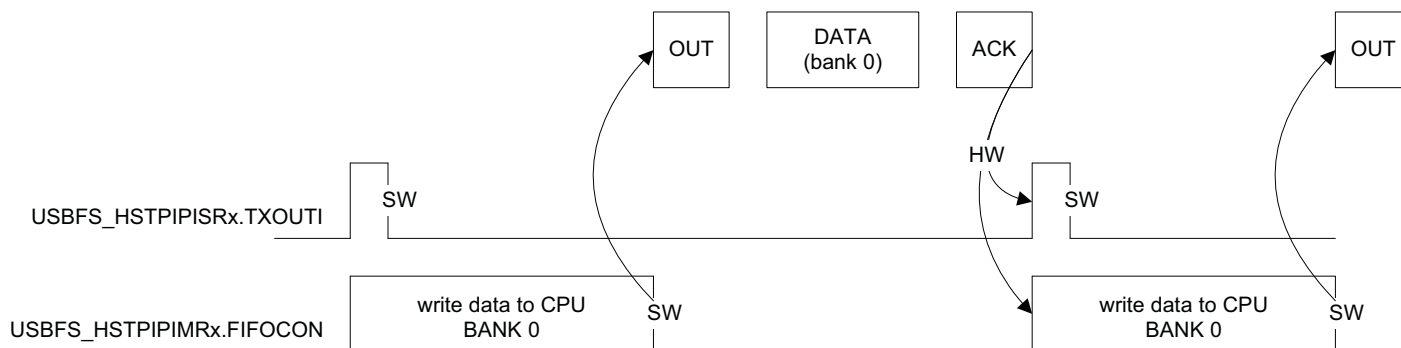 OUT
DATA
(bank 0)
ACK
OUT
HW
SW
SW
USBFS_HSTPIPISRx.TXOUTI
write data to CPU
BANK 0
SW
write data to CPU
BANK 0
SW
USBFS_HSTPIPIMRx.FIFOCON